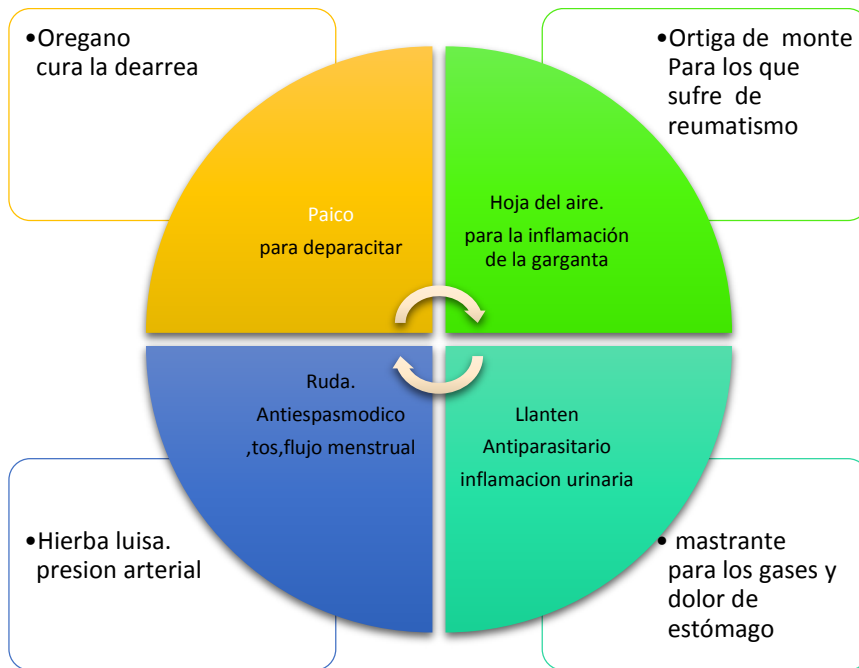 •Oregano
cura la dearrea
•Ortiga de monte
Para los que
sufre de
reumatismo
Paico
para deparacitar
Hoja del aire.
para la inflamación
de la garganta
Ruda.
Antiespasmodico
,tos,flujo menstrual
Llanten
Antiparasitario
inflamacion urinaria
•Hierba luisa.
presion arterial
• mastrante
para los gases y
dolor de
estómago